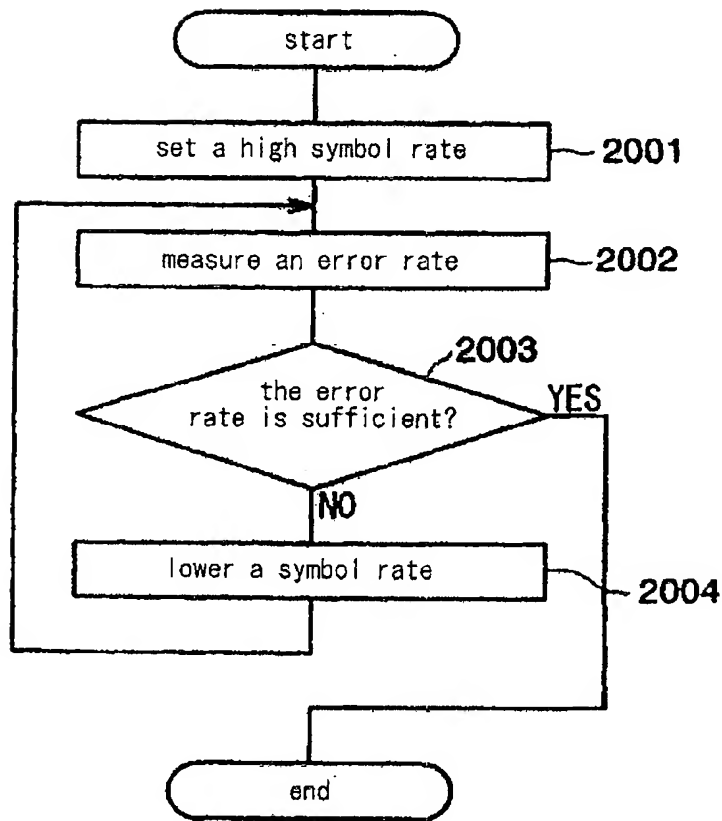 start
set a high symbol rate
2001
measure an error rate
2002
2003
the error
rate is sufficient?
YES
NO
lower a symbol rate
2004
end